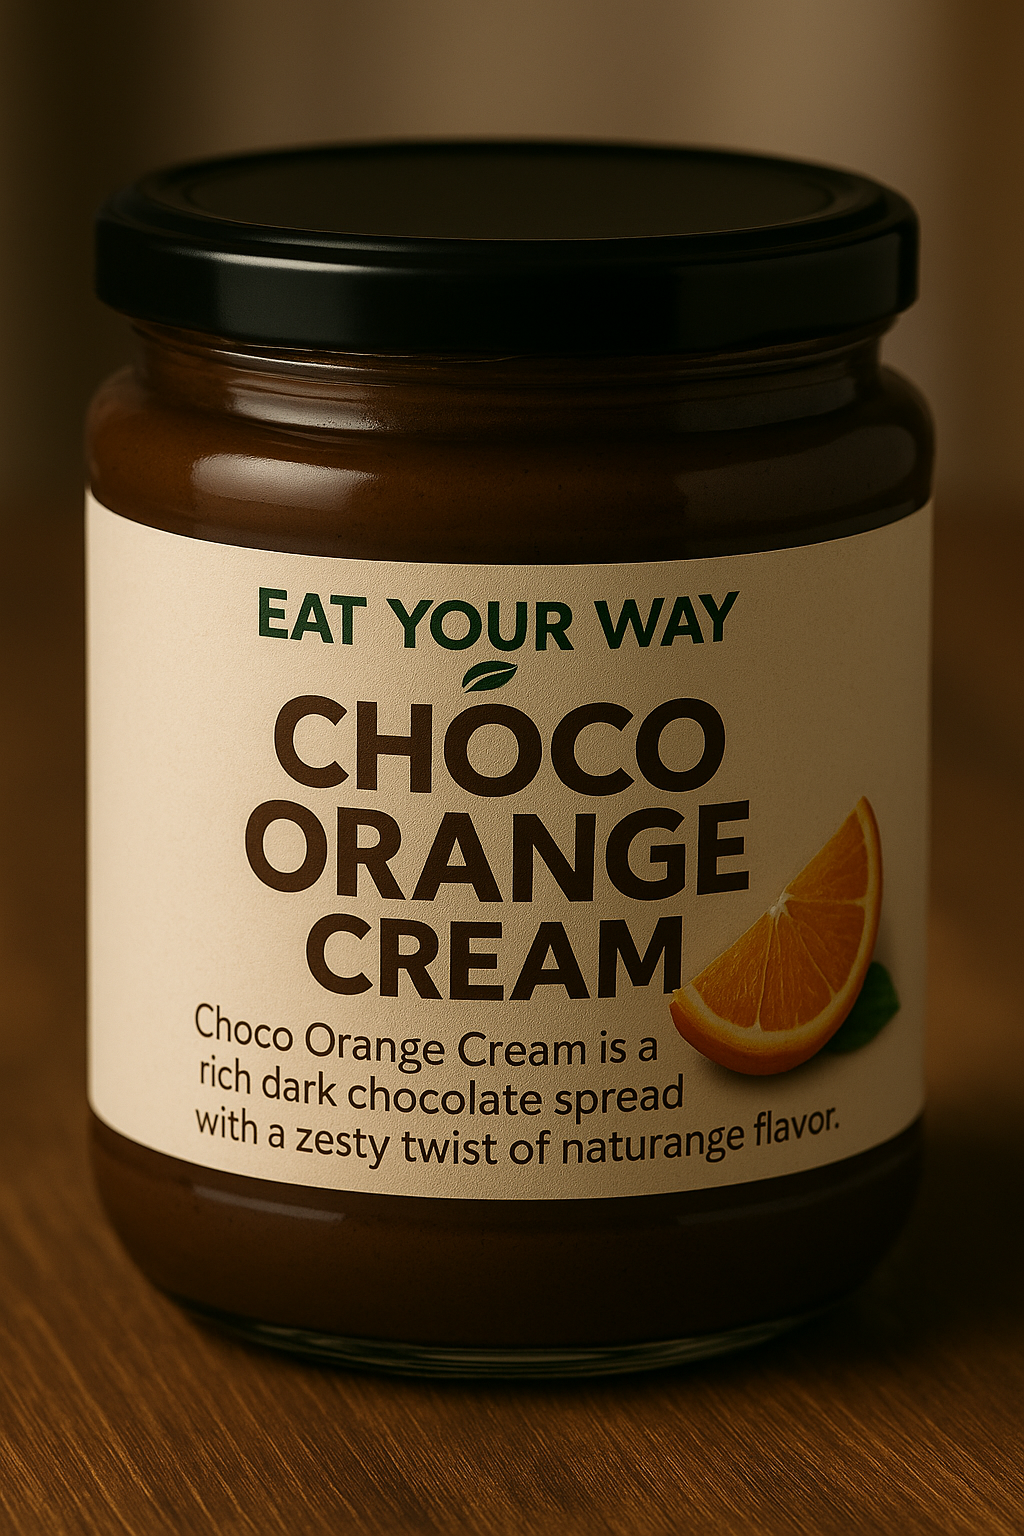 EAT YOUR WAY
CHOCO
ORANGE
CREAM
Choco Orange Cream is a
rich dark chocolate spread
with a zesty twist of naturange flavor.